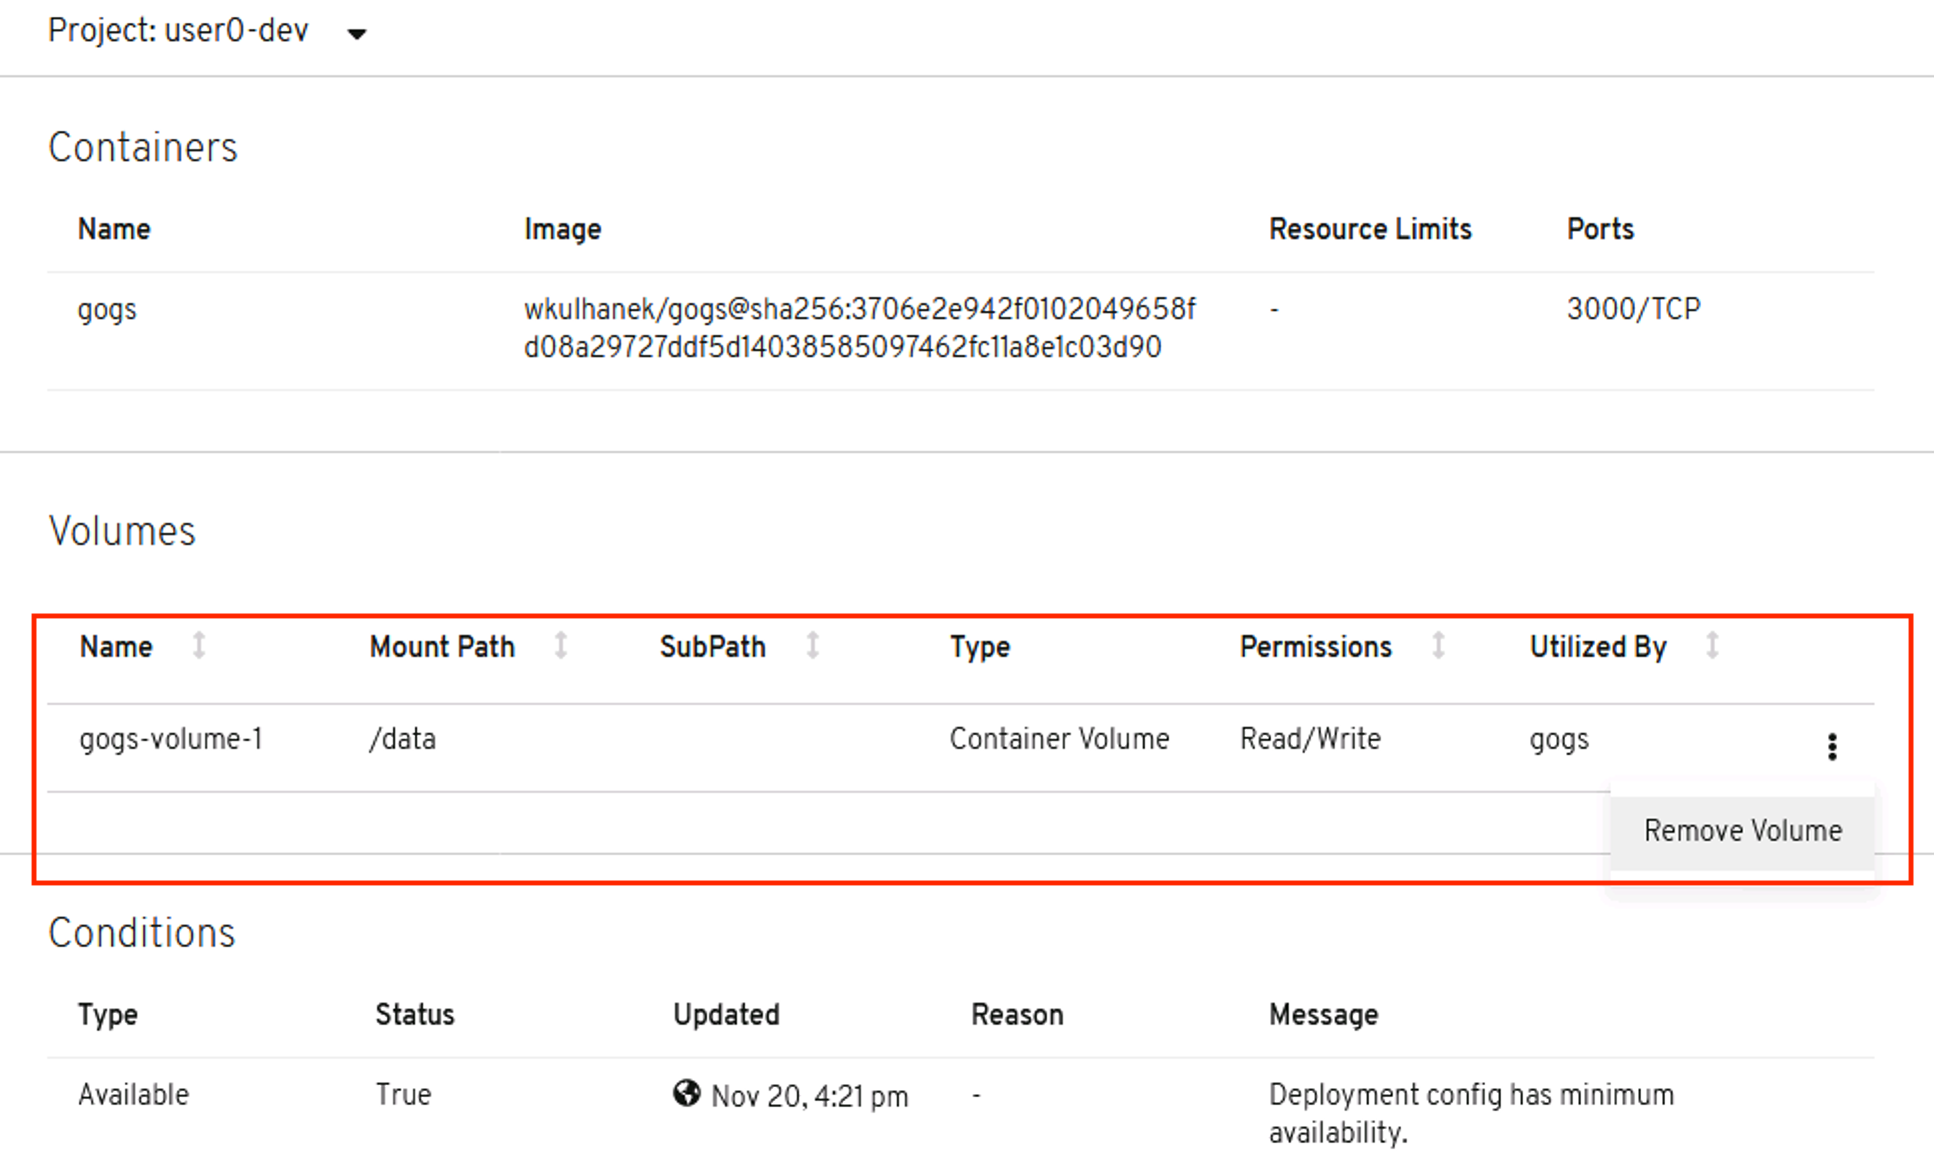 Project: user0-dev
Containers
Name Image Resource Limits Ports
gogs wkulhanek/gogs@sha256:3706e2e942f0102049658f - 3000/TCP
d08a29727ddf5d14038585097462fc11a8e1c03d90
Volumes
Name Mount Path SubPath Type Permissions Utilized By
gogs-volume-1 /data Container Volume Read/Write gogs
Remove Volume
Conditions
Type Status Updated Reason Message
Available True Nov 20, 4:21 pm - Deployment config has minimum
availability.